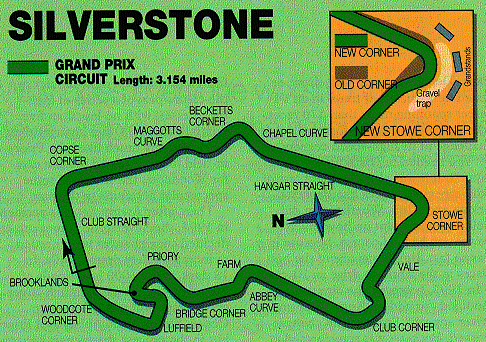 SILVERSTONE
GRAND PRIX
CIRCUIT Length: 3.154 miles
NEW CORNER
OLD CORNER
Grandstands
Gravel
trap
NEW STOWE CORNER
BECKETTS
CORNER
MAGGOTTS
CURVE
CHAPEL CURVE
COPSE
CORNER
HANGAR STRAIGHT
CLUB STRAIGHT
N
STOWE
CORNER
PRIORY
FARM
VALE
BROOKLANDS
WOODCOTE
CORNER
BRIDGE CORNER
ABBEY
CURVE
LUFFIELD
CLUB CORNER